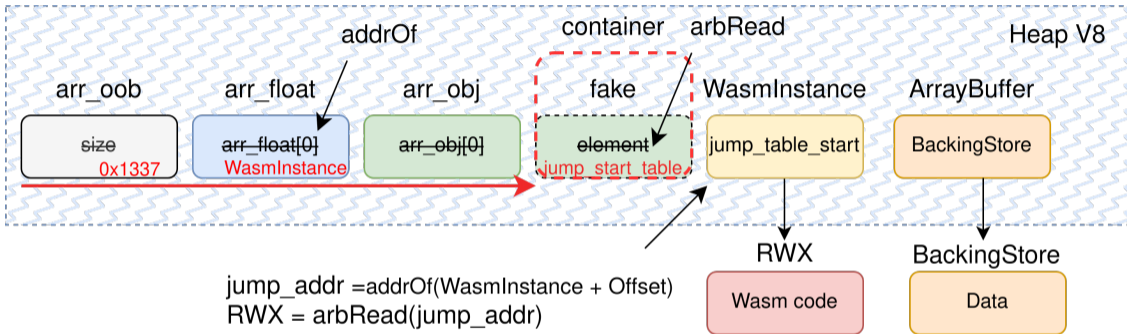 container
arbRead
addrOf
Heap V8
arr_oob
arr_float
arr_obj
fake
WasmInstance
ArrayBuffer
size
0x1337
arr_float[0]
WasmInstance
arr_obj[0]
element
jump_start_table
jump_table_start
BackingStore
RWX
BackingStore
jump_addr =addrOf(WasmInstance + Offset)
RWX = arbRead(jump_addr)
Wasm code
Data